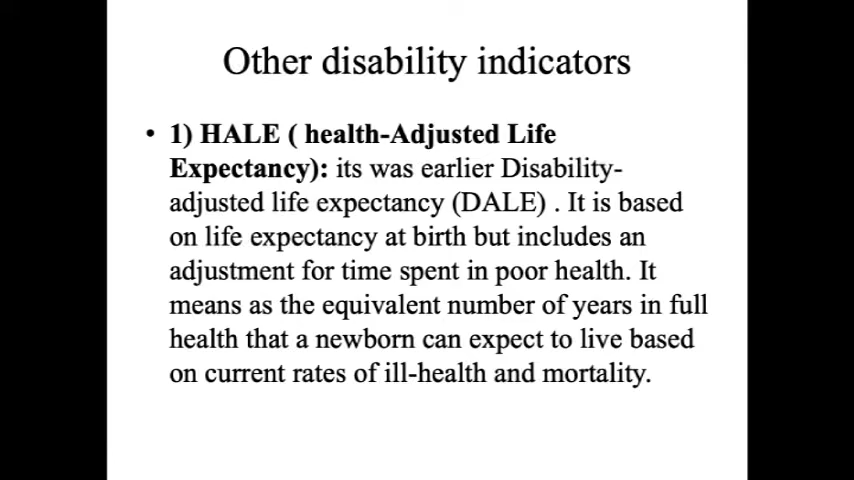 Other disability indicators
• 1) HALE ( health-Adjusted Life
Expectancy): its was earlier Disability-
adjusted life expectancy (DALE) . It is based
on life expectancy at birth but includes an
adjustment for time spent in poor health. It
means as the equivalent number of years in full
health that a newborn can expect to live based
on current rates of ill-health and mortality.